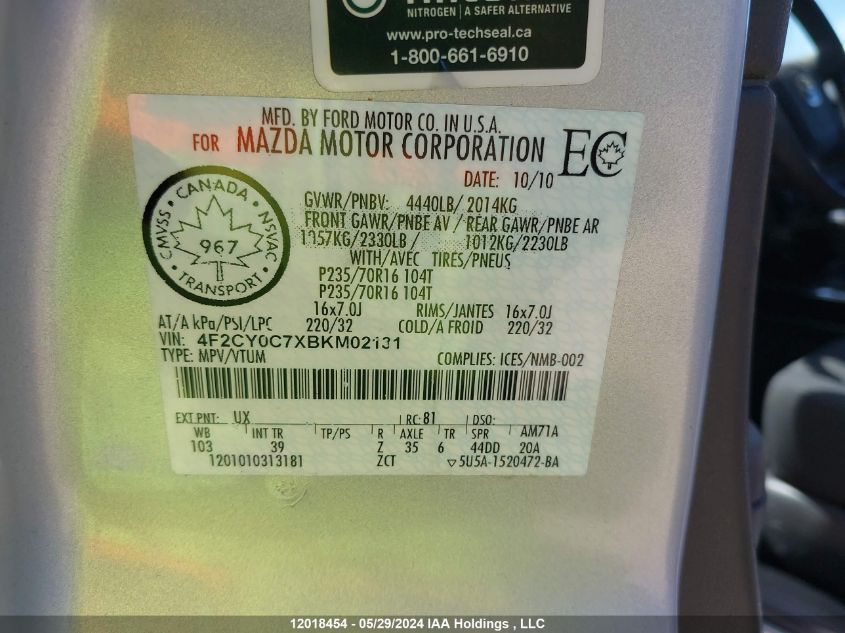 NITROGEN | A SAFER ALTERNATIVE
www.pro-techseal.ca
1-800-661-6910
MFD. BY FORD MOTOR CO. IN U.S.A.
FOR MAZDA MOTOR CORPORATION
EC
DATE: 10/10
CANADA
CMVSS
NSVAC
967
TRANSPORT
GVWR/PNBV: 4440LB/ 2014KG
FRONT GAWR/PNBE AV / REAR GAWR/PNBE AR
1057KG/2330LB / 1012KG/2230LB
WITH/AVEC TIRES/PNEUS
P235/70R16 104T
P235/70R16 104T
16x7.0J RIMS/JANTES 16x7.0J
AT/A kPa/PSI/LPC 220/32 COLD/A FROID 220/32
VIN: 4F2CY0C7XBKM02131
TYPE: MPV/VTUM COMPLIES: ICES/NMB-002
EXT PNT: UX RC: 81 DSO:
WB INT TR TP/PS R AXLE TR SPR AM71A
103 39 Z 35 6 44DD 20A
1201010313181 ZCT ▽5U5A-1520472-BA
12018454 - 05/29/2024 IAA Holdings , LLC